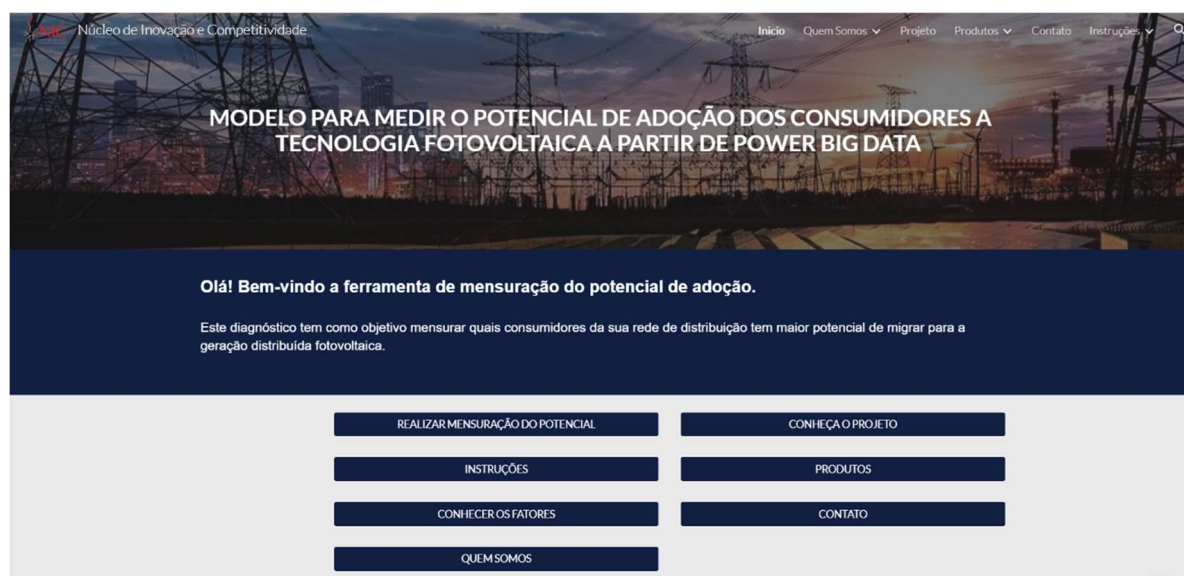 NIC Núcleo de Inovação e Competitividade
Início Quem Somos Projeto Produtos Contato Instruções
MODELO PARA MEDIR O POTENCIAL DE ADOÇÃO DOS CONSUMIDORES A
TECNOLOGIA FOTOVOLTAICA A PARTIR DE POWER BIG DATA
Olá! Bem-vindo a ferramenta de mensuração do potencial de adoção.
Este diagnóstico tem como objetivo mensurar quais consumidores da sua rede de distribuição tem maior potencial de migrar para a
geração distribuída fotovoltaica.
REALIZAR MENSURAÇÃO DO POTENCIAL
CONHEÇA O PROJETO
INSTRUÇÕES
PRODUTOS
CONHECER OS FATORES
CONTATO
QUEM SOMOS